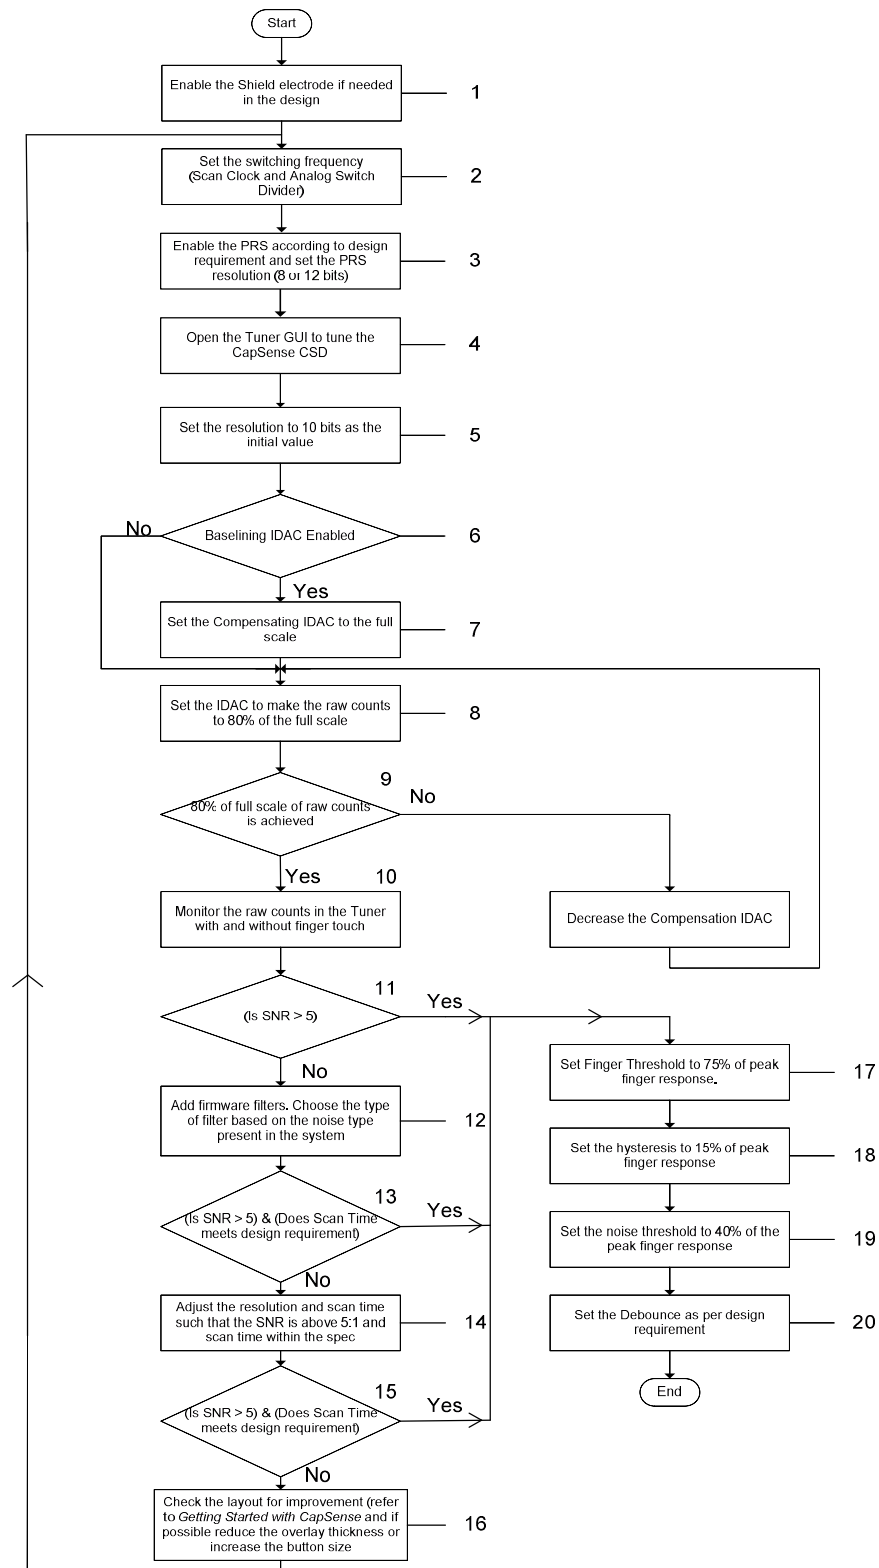 Start
Enable the Shield electrode if needed
in the design
1
Set the switching frequency
(Scan Clock and Analog Switch
Divider)
2
Enable the PRS according to design
requirement and set the PRS
resolution (8 or 12 bits)
3
Open the Tuner GUI to tune the
CapSense CSD
4
Set the resolution to 10 bits as the
initial value
5
No
Baselining IDAC Enabled
6
Yes
Set the Compensating IDAC to the full
scale
7
Set the IDAC to make the raw counts
to 80% of the full scale
8
9
80% of full scale of raw counts
is achieved
No
Yes
10
Monitor the raw counts in the Tuner
with and without finger touch
Decrease the Compensation IDAC
11
(Is SNR > 5)
Yes
No
Add firmware filters. Choose the type
of filter based on the noise type
present in the system
12
13
(Is SNR > 5) & (Does Scan Time
meets design requirement)
Yes
No
Adjust the resolution and scan time
such that the SNR is above 5:1 and
scan time within the spec
14
15
(Is SNR > 5) & (Does Scan Time
meets design requirement)
Yes
No
Check the layout for improvement (refer
to Getting Started with CapSense and if
possible reduce the overlay thickness or
increase the button size
16
Set Finger Threshold to 75% of peak
finger response.
17
Set the hysteresis to 15% of peak
finger response
18
Set the noise threshold to 40% of the
peak finger response
19
Set the Debounce as per design
requirement
20
End